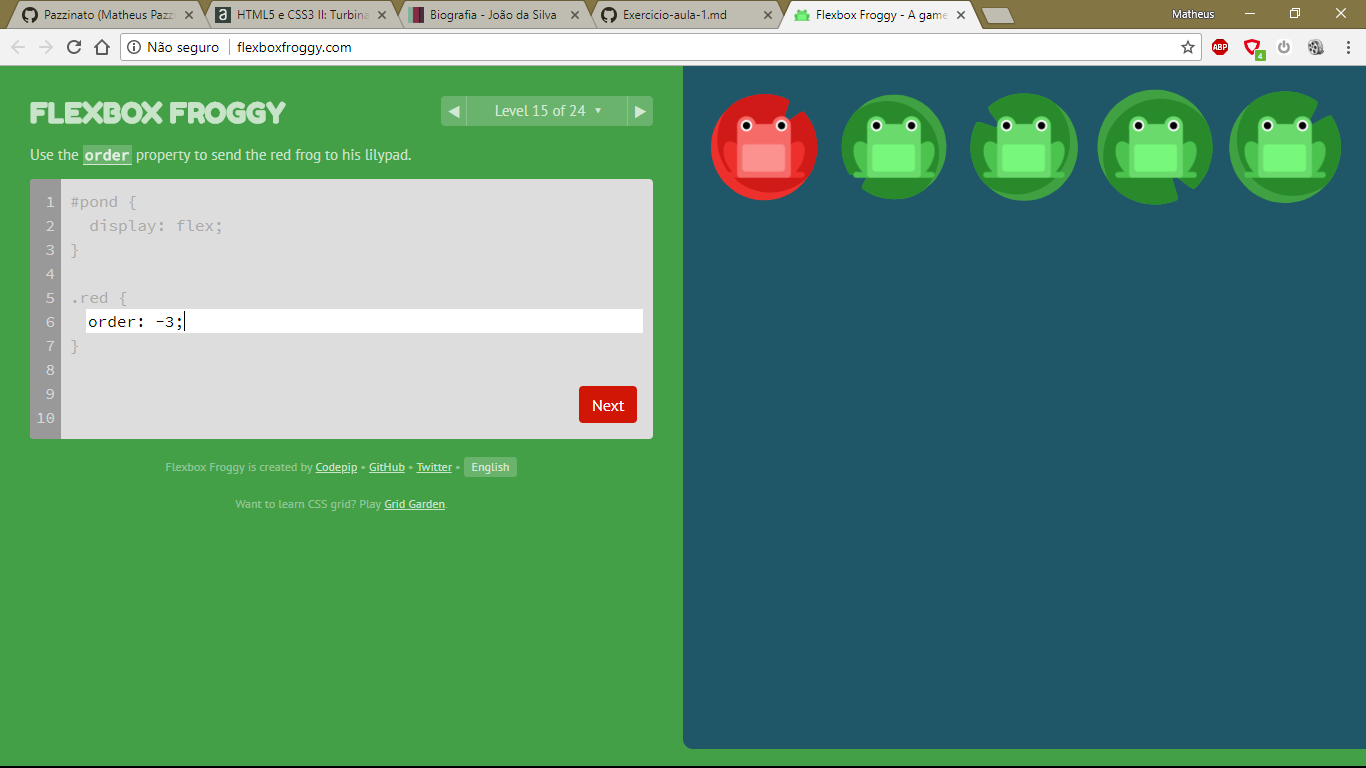 Pazzinato (Matheus Pazz
HTML5 e CSS3 II: Turbina
Biografia - João da Silva
Exercicio-aula-1.md
Flexbox Froggy - A game
Matheus
Não seguro
flexboxfroggy.com
ABP
4
FLEXBOX FROGGY
Level 15 of 24
Use the order property to send the red frog to his lilypad.
1 #pond {
2 display: flex;
3 }
4
5 .red {
6 order: -3;
7 }
8
9
10
Next
Flexbox Froggy is created by Codepip • GitHub • Twitter • English
Want to learn CSS grid? Play Grid Garden.